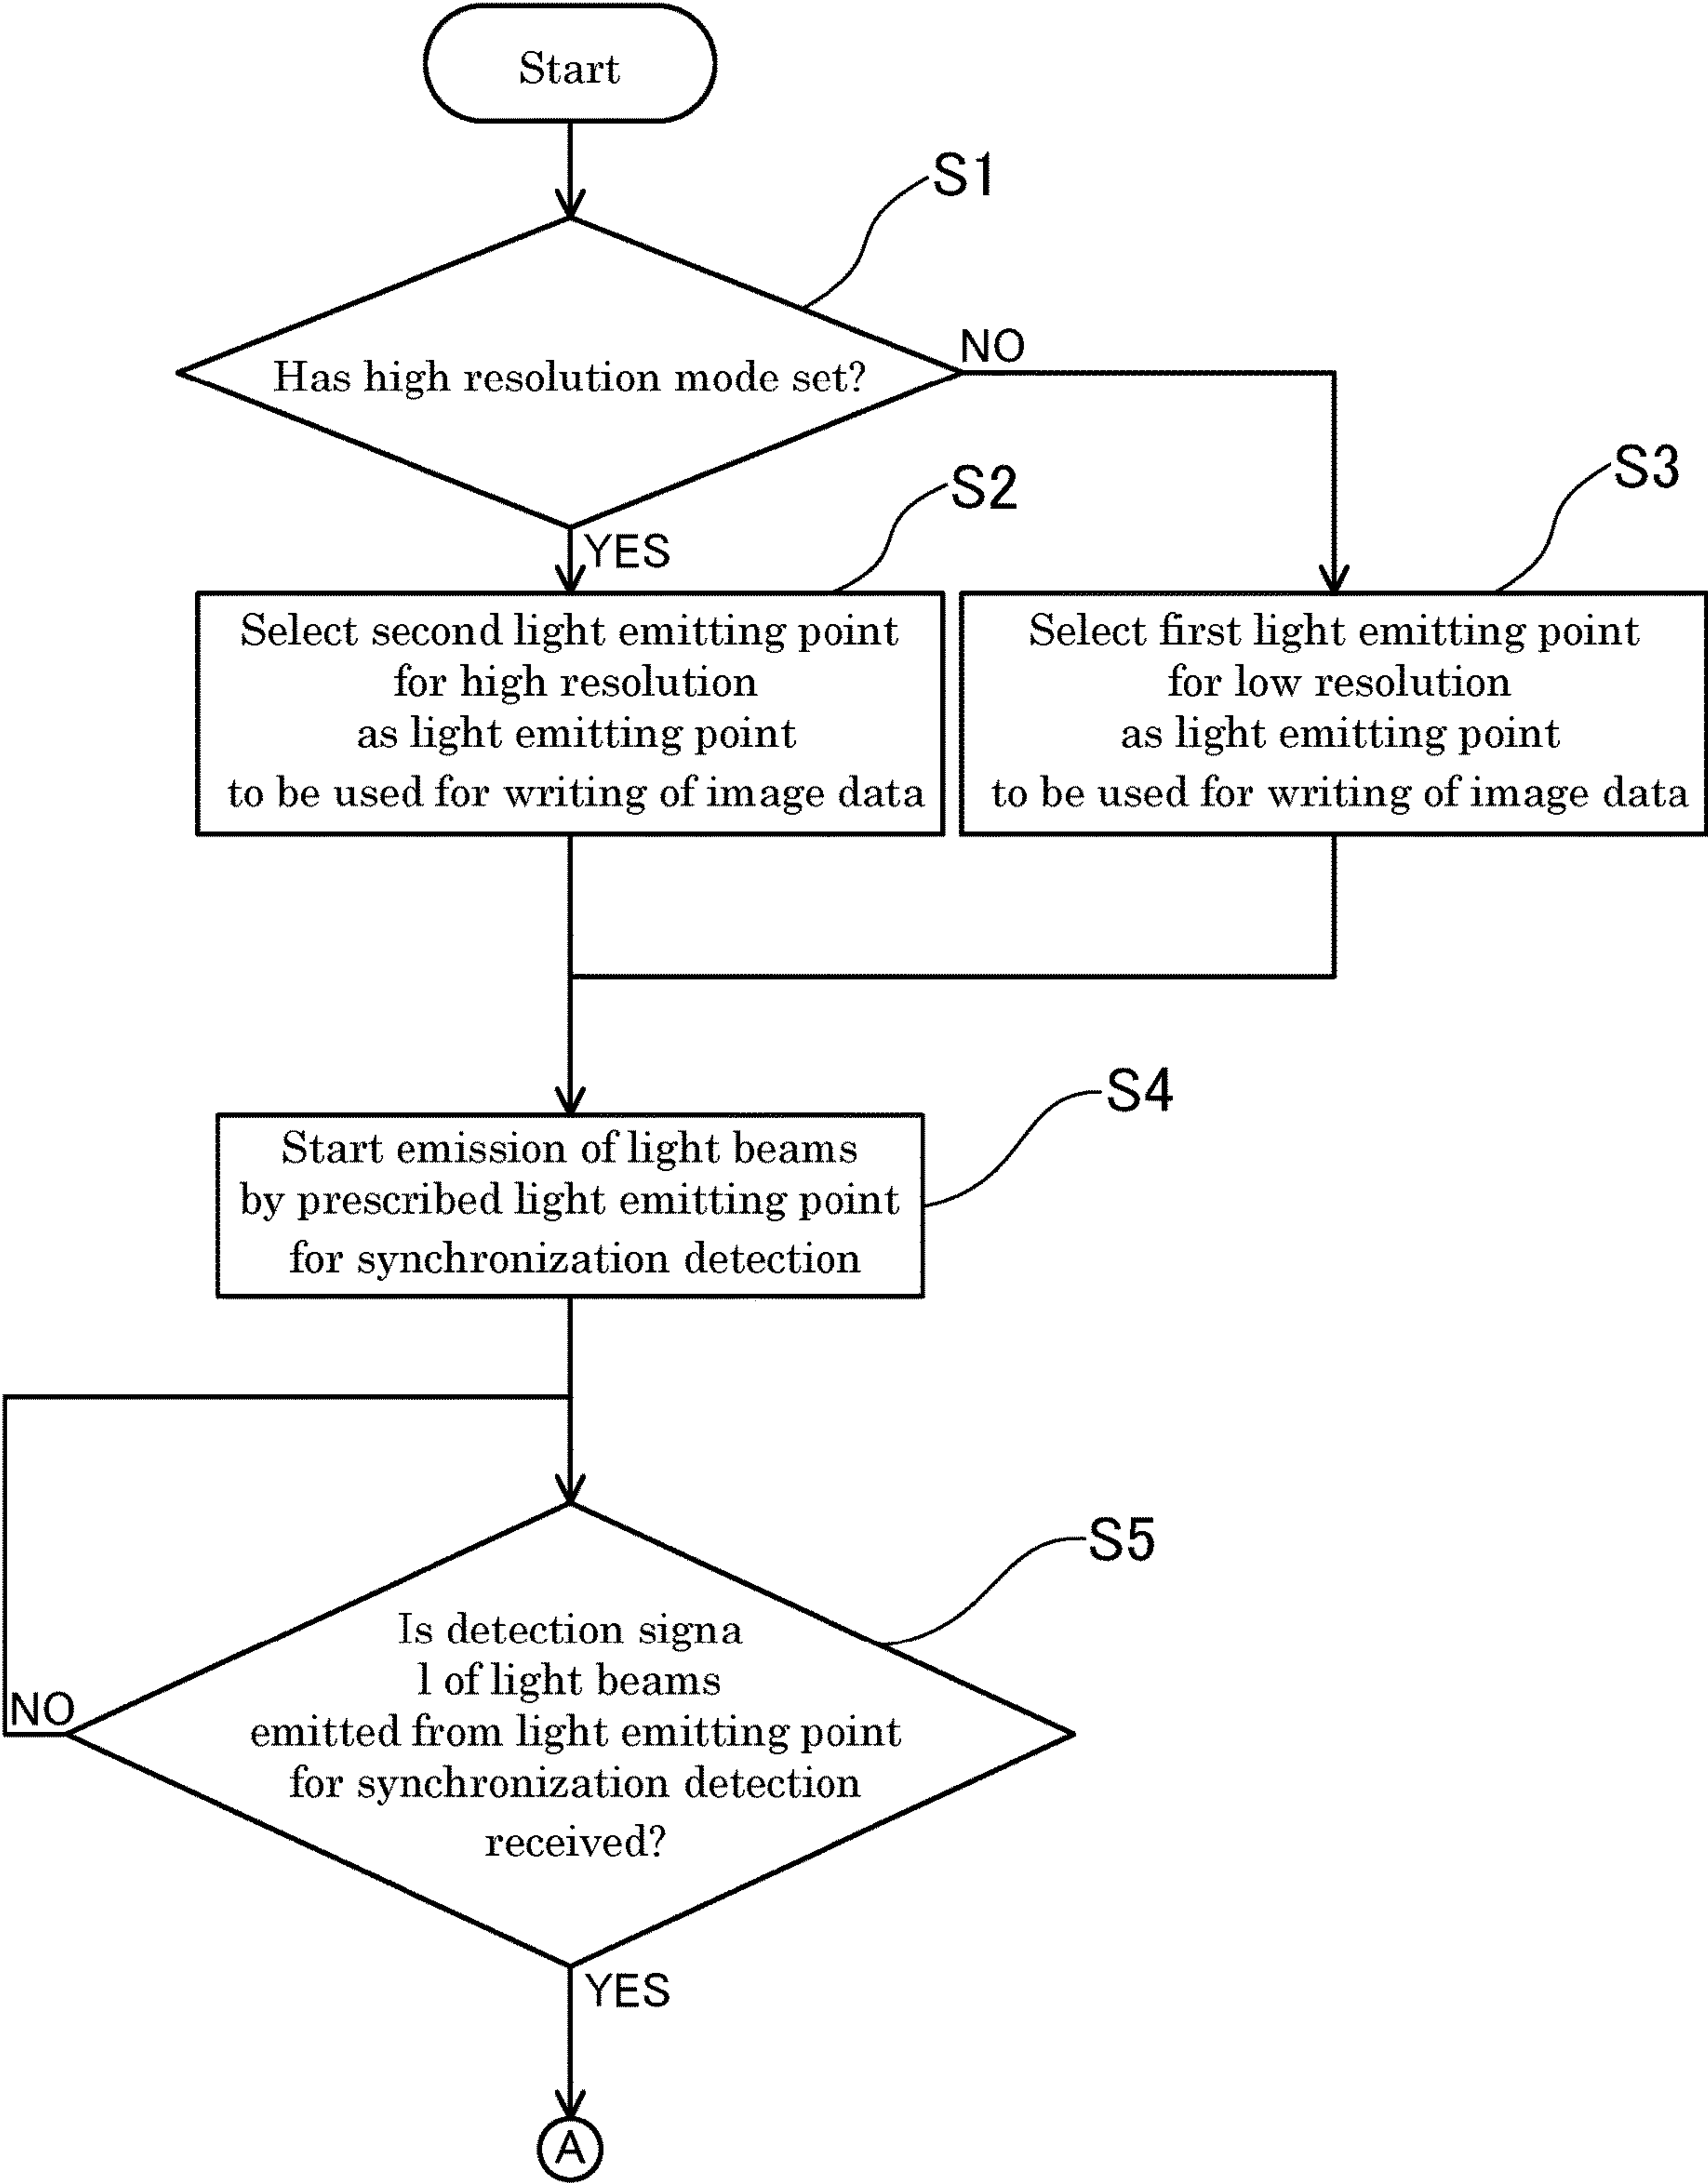 Start
S1
Has high resolution mode set?
NO
YES
S2
S3
Select second light emitting point
for high resolution
as light emitting point
to be used for writing of image data
Select first light emitting point
for low resolution
as light emitting point
to be used for writing of image data
S4
Start emission of light beams
by prescribed light emitting point
for synchronization detection
S5
Is detection signa
l of light beams
emitted from light emitting point
for synchronization detection
received?
NO
YES
A